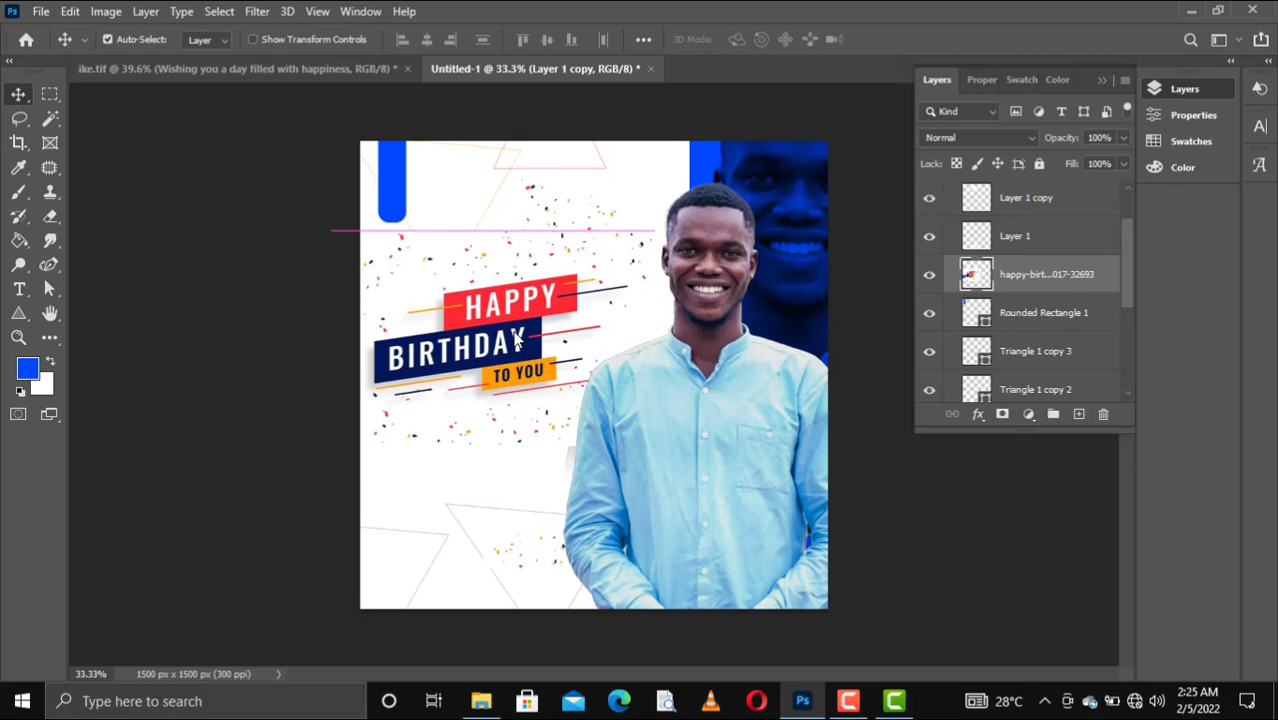 Ps File Edit Image Layer Type Select Filter 3D View Window Help
Auto-Select: Layer Show Transform Controls 3D Mode:
ike.tif @ 39.6% (Wishing you a day filled with happiness, RGB/8) * Untitled-1 @ 33.3% (Layer 1 copy, RGB/8) *
HAPPY
BIRTHDAY
TO YOU
Layers Proper Swatch Color
Kind
Normal Opacity: 100%
Lock: Fill: 100%
Layer 1 copy
Layer 1
happy-birt...017-32693
Rounded Rectangle 1
Triangle 1 copy 3
Triangle 1 copy 2
fx
Layers
Properties
Swatches
Color
33.33% 1500 px x 1500 px (300 ppi)
Type here to search
Ps
28°C
2:25 AM
2/5/2022